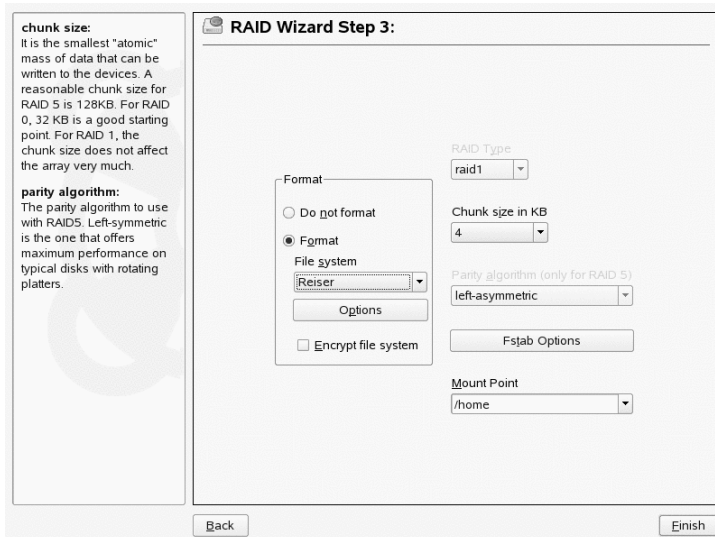 chunk size:
It is the smallest "atomic"
mass of data that can be
written to the devices. A
reasonable chunk size for
RAID 5 is 128KB. For RAID
0, 32 KB is a good starting
point. For RAID 1, the
chunk size does not affect
the array very much.
parity algorithm:
The parity algorithm to use
with RAID5. Left-symmetric
is the one that offers
maximum performance on
typical disks with rotating
platters.
RAID Wizard Step 3:
Format
Do not format
Format
File system
Reiser
Options
Encrypt file system
RAID Type
raid1
Chunk size in KB
4
Parity algorithm (only for RAID 5)
left-asymmetric
Fstab Options
Mount Point
/home
Back
Finish